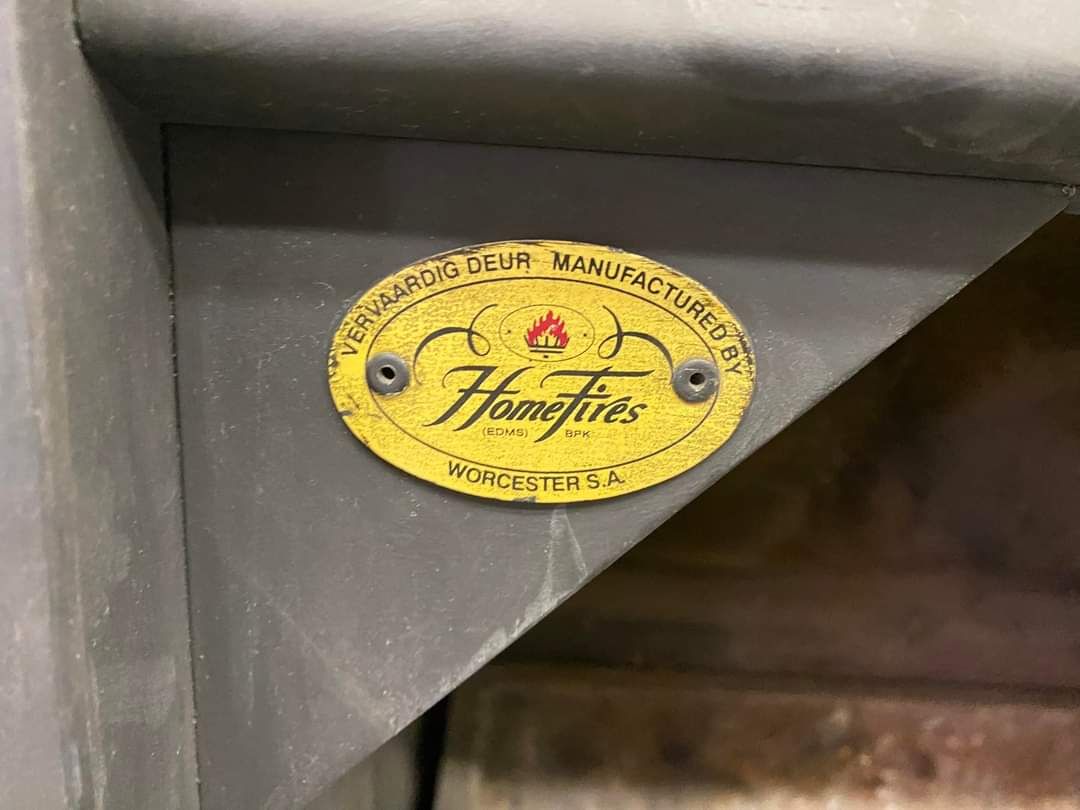 VERVAARDIG DEUR MANUFACTURED BY
HomeFires
(EDMS) BPK
WORCESTER S.A.